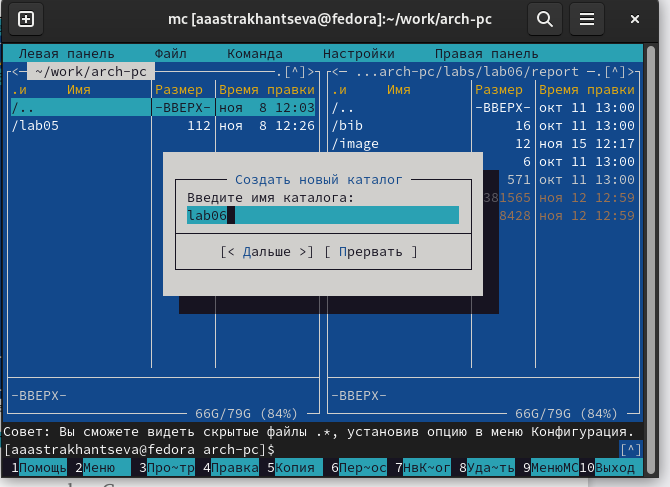 mc [aaastrakhantseva@fedora]:~/work/arch-pc
Левая панель Файл Команда Настройки Правая панель
<─ ~/work/arch-pc ─.[^]> <─ ...arch-pc/labs/lab06/report ─.[^]>
.и Имя Размер Время правки .и Имя Размер Время правки
/.. -ВВЕРХ- ноя 8 12:03 /.. -ВВЕРХ- окт 11 13:00
/lab05 112 ноя 8 12:26 /bib 16 окт 11 13:00
/image 12 ноя 15 12:17
6 окт 11 13:00
571 окт 11 13:00
381565 ноя 12 12:59
8428 ноя 12 12:59
Создать новый каталог
Введите имя каталога:
lab06
[< Дальше >] [ Прервать ]
-ВВЕРХ- -ВВЕРХ-
66G/79G (84%) 66G/79G (84%)
Совет: Вы сможете видеть скрытые файлы .*, установив опцию в меню Конфигурация.
[aaastrakhantseva@fedora arch-pc]$ [^]
1Помощь 2Меню 3Про~тр 4Правка 5Копия 6Пер~ос 7НвК~ог 8Уда~ть 9МенюMC 10Выход